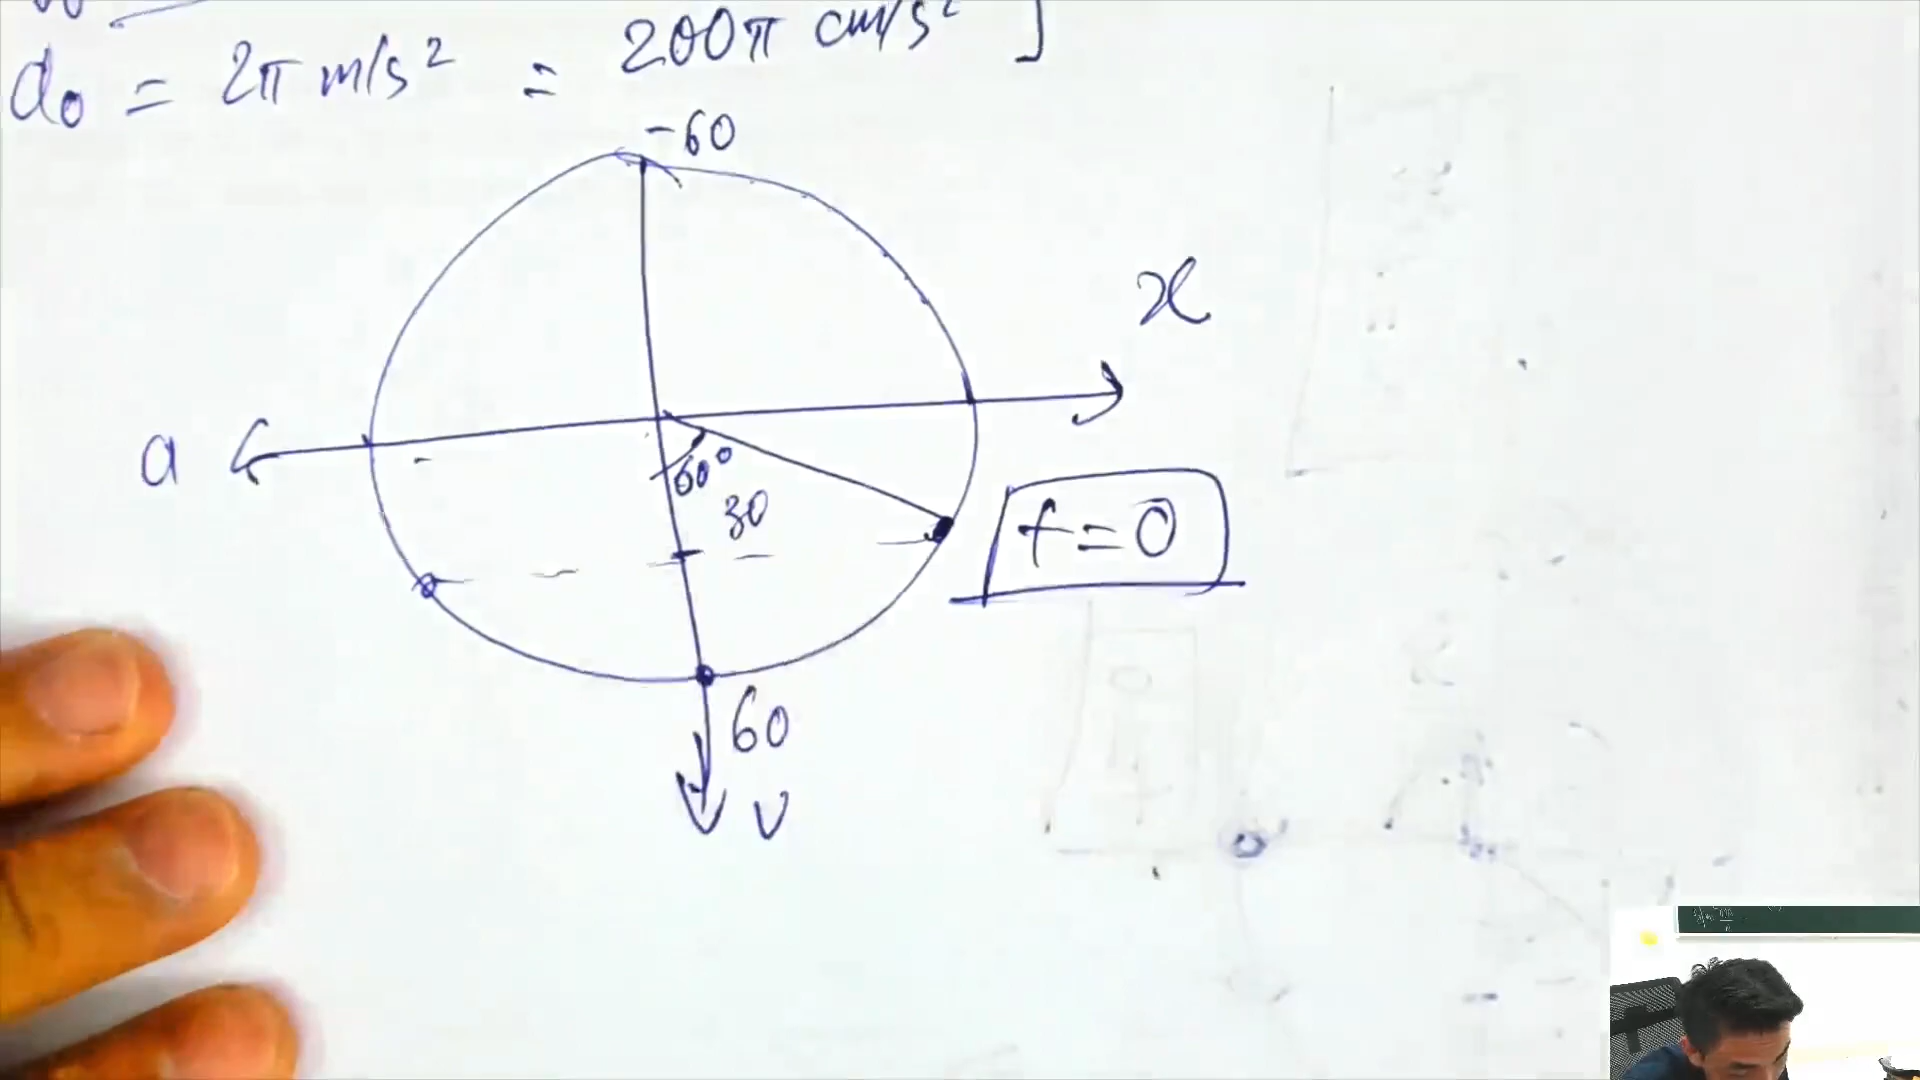 a₀ = 2π m/s² = 200π cm/s² ]
-60
x
a
60°
30
t=0
60
v